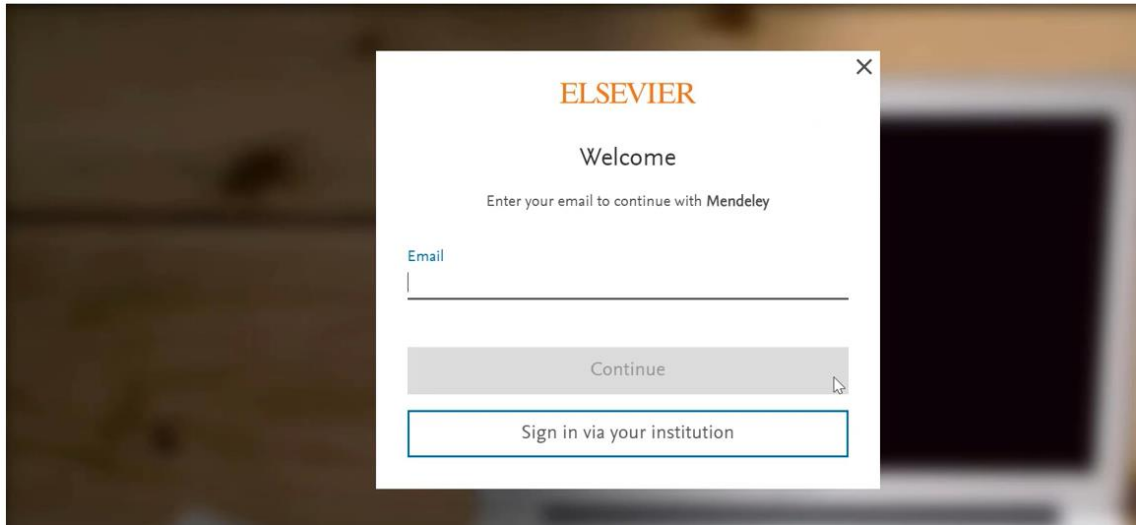 ELSEVIER
Welcome
Enter your email to continue with Mendeley
Email
Continue
Sign in via your institution